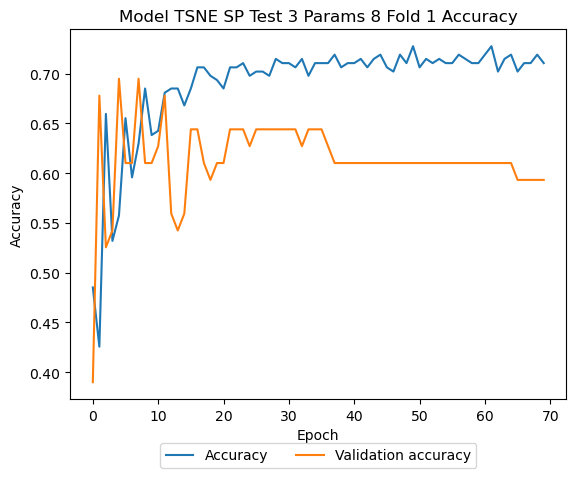 Model TSNE SP Test 3 Params 8 Fold 1 Accuracy
Accuracy
0.70
0.65
0.60
0.55
0.50
0.45
0.40
0 10 20 30 40 50 60 70
Epoch
Accuracy Validation accuracy